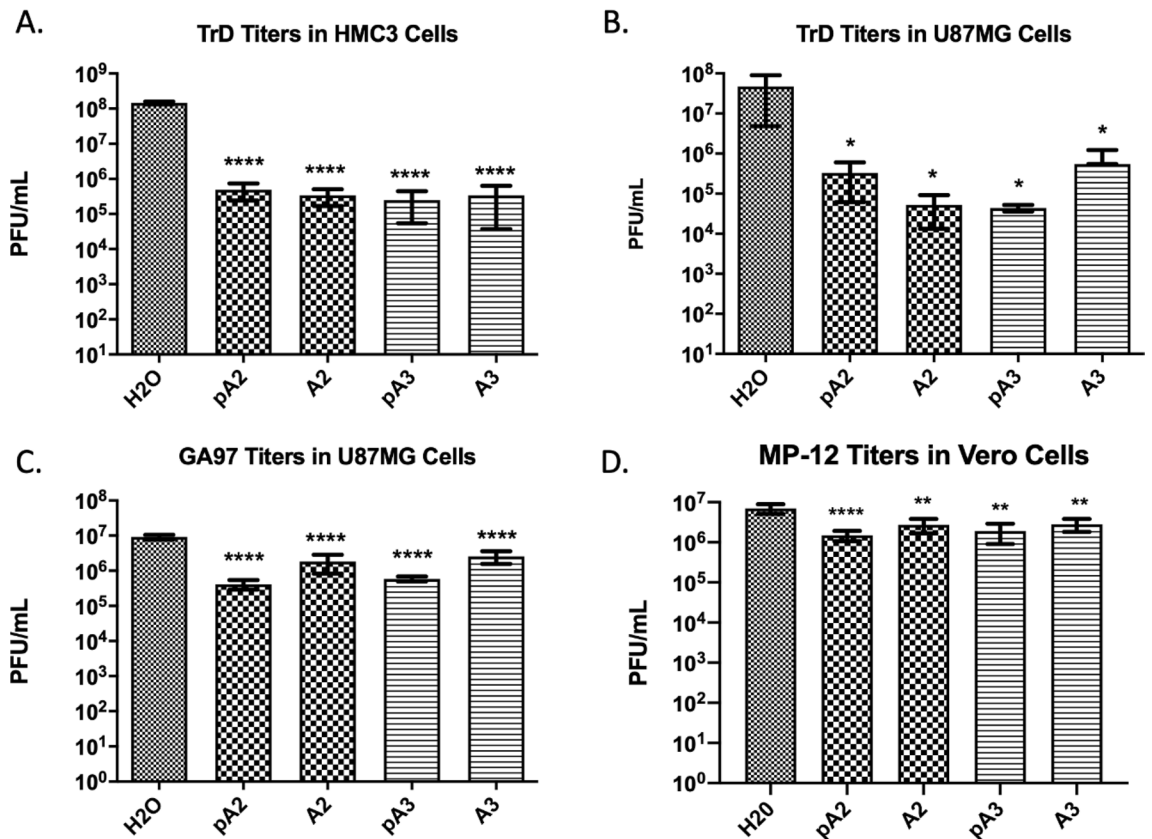 A.
TrD Titers in HMC3 Cells
PFU/mL
10⁹
10⁸
10⁷
10⁶
10⁵
10⁴
10³
10²
10¹
**** **** **** ****
H2O pA2 A2 pA3 A3
B.
TrD Titers in U87MG Cells
PFU/mL
10⁸
10⁷
10⁶
10⁵
10⁴
10³
10²
10¹
* * * *
H2O pA2 A2 pA3 A3
C.
GA97 Titers in U87MG Cells
PFU/mL
10⁸
10⁷
10⁶
10⁵
10⁴
10³
10²
10¹
10⁰
**** **** **** ****
H2O pA2 A2 pA3 A3
D.
MP-12 Titers in Vero Cells
PFU/mL
10⁷
10⁶
10⁵
10⁴
10³
10²
10¹
10⁰
**** ** ** **
H20 pA2 A2 pA3 A3